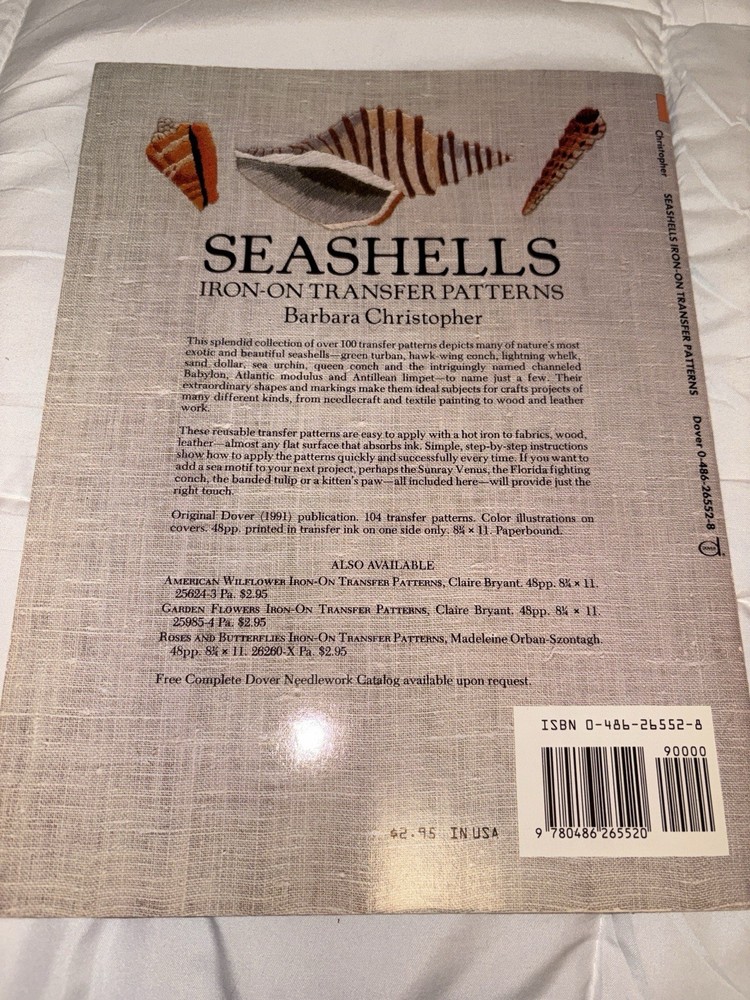 SEASHELLS
IRON-ON TRANSFER PATTERNS
Barbara Christopher
This splendid collection of over 100 transfer patterns depicts many of nature's most
exotic and beautiful seashells—green turban, hawk-wing conch, lightning whelk,
sand dollar, sea urchin, queen conch and the intriguingly named channeled
Babylon, Atlantic modulus and Antillean limpet—to name just a few. Their
extraordinary shapes and markings make them ideal subjects for crafts projects of
many different kinds, from needlecraft and textile painting to wood and leather
work.
These reusable transfer patterns are easy to apply with a hot iron to fabrics, wood,
leather—almost any flat surface that absorbs ink. Simple, step-by-step instructions
show how to apply the patterns quickly and successfully every time. If you want to
add a sea motif to your next project, perhaps the Sunray Venus, the Florida fighting
conch, the banded tulip or a kitten's paw—all included here—will provide just the
right touch.
Original Dover (1991) publication. 104 transfer patterns. Color illustrations on
covers. 48pp. printed in transfer ink on one side only. 8¼ × 11. Paperbound.
ALSO AVAILABLE
AMERICAN WILFLOWER IRON-ON TRANSFER PATTERNS, Claire Bryant. 48pp. 8¼ × 11.
25624-3 Pa. $2.95
GARDEN FLOWERS IRON-ON TRANSFER PATTERNS, Claire Bryant. 48pp. 8¼ × 11.
25985-4 Pa. $2.95
ROSES AND BUTTERFLIES IRON-ON TRANSFER PATTERNS, Madeleine Orban-Szontagh.
48pp. 8¼ × 11. 26260-X Pa. $2.95
Free Complete Dover Needlework Catalog available upon request.
$2.95 IN USA
ISBN 0-486-26552-8
90000
9 780486 265520
Christopher SEASHELLS IRON-ON TRANSFER PATTERNS Dover 0-486-26552-8